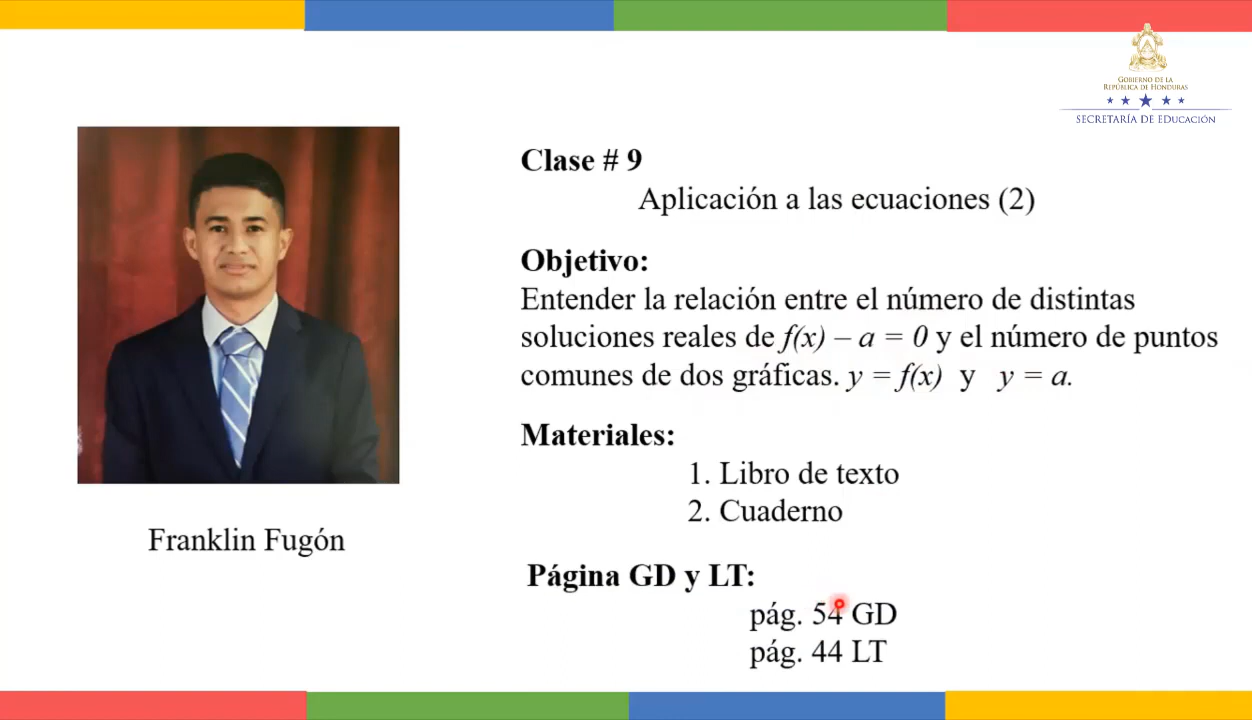 GOBIERNO DE LA
REPÚBLICA DE HONDURAS
SECRETARÍA DE EDUCACIÓN
Clase # 9
Aplicación a las ecuaciones (2)
Objetivo:
Entender la relación entre el número de distintas
soluciones reales de f(x) – a = 0 y el número de puntos
comunes de dos gráficas. y = f(x) y y = a.
Materiales:
1. Libro de texto
2. Cuaderno
Franklin Fugón
Página GD y LT:
pág. 54 GD
pág. 44 LT